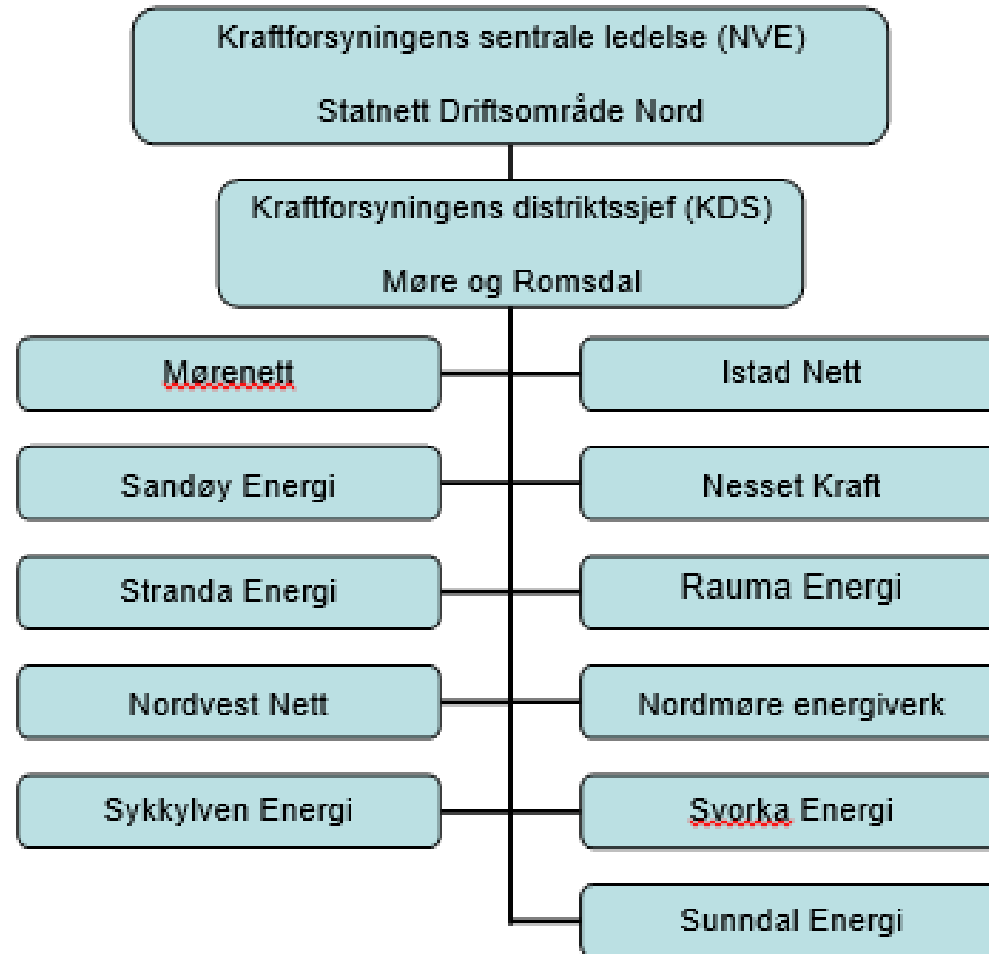 Kraftforsyningens sentrale ledelse (NVE)
Statnett Driftsområde Nord
Kraftforsyningens distriktssjef (KDS)
Møre og Romsdal
Mørenett
Istad Nett
Sandøy Energi
Nesset Kraft
Stranda Energi
Rauma Energi
Nordvest Nett
Nordmøre energiverk
Sykkylven Energi
Svorka Energi
Sunndal Energi